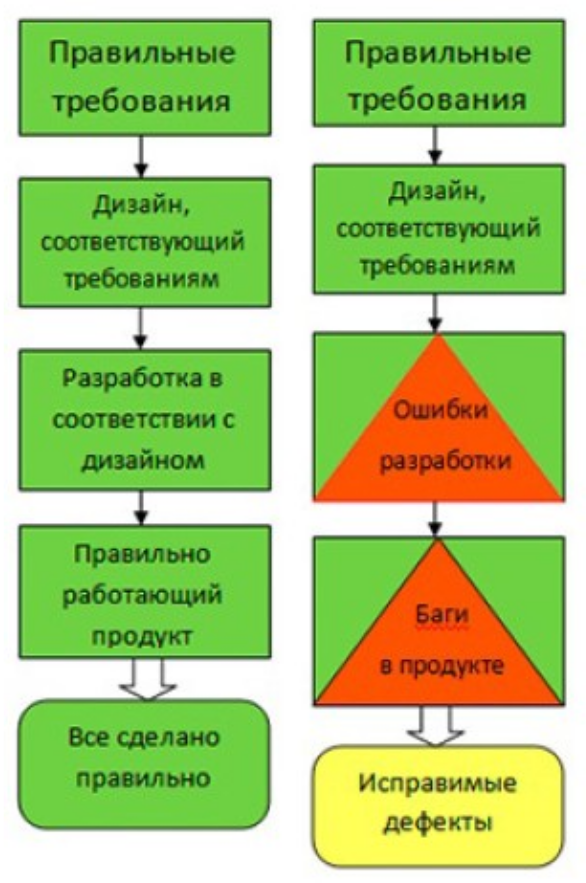 Правильные
требования
Дизайн,
соответствующий
требованиям
Разработка в
соответствии с
дизайном
Правильно
работающий
продукт
Все сделано
правильно
Правильные
требования
Дизайн,
соответствующий
требованиям
Ошибки
разработки
Баги
в продукте
Исправимые
дефекты